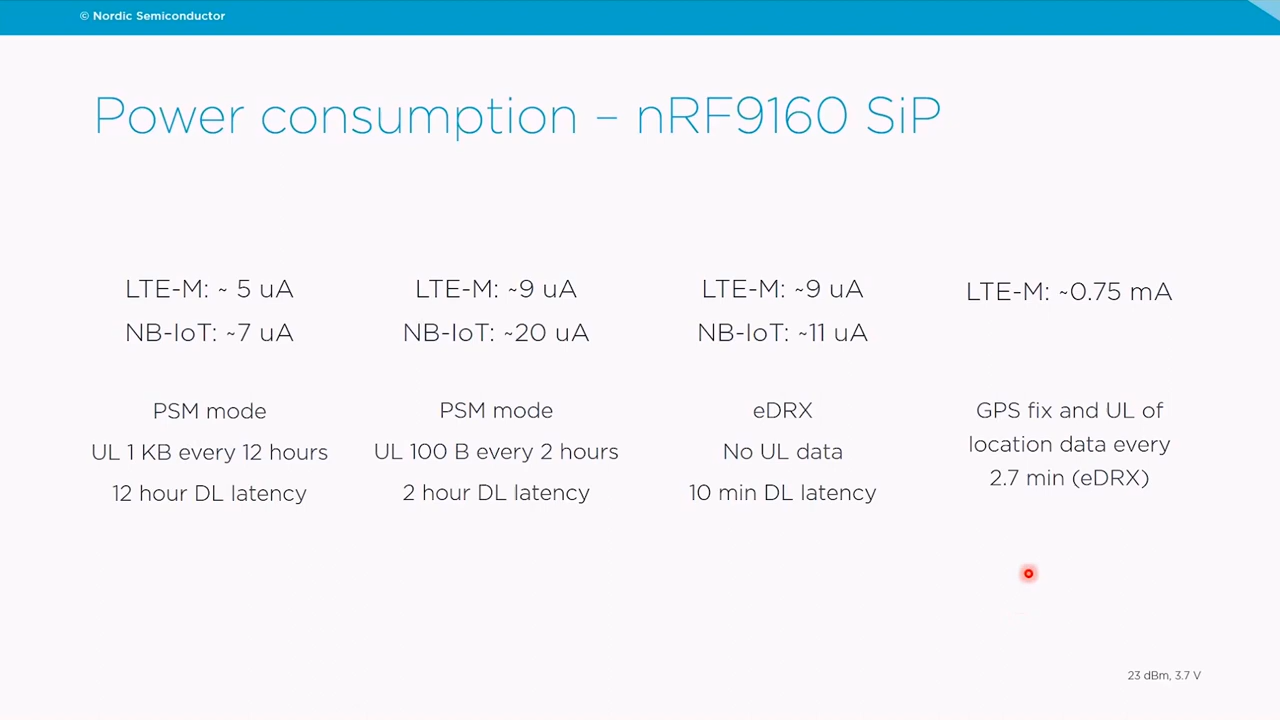 © Nordic Semiconductor
Power consumption – nRF9160 SiP
LTE-M: ~ 5 uA
NB-IoT: ~7 uA
PSM mode
UL 1 KB every 12 hours
12 hour DL latency
LTE-M: ~9 uA
NB-IoT: ~20 uA
PSM mode
UL 100 B every 2 hours
2 hour DL latency
LTE-M: ~9 uA
NB-IoT: ~11 uA
eDRX
No UL data
10 min DL latency
LTE-M: ~0.75 mA
GPS fix and UL of
location data every
2.7 min (eDRX)
23 dBm, 3.7 V